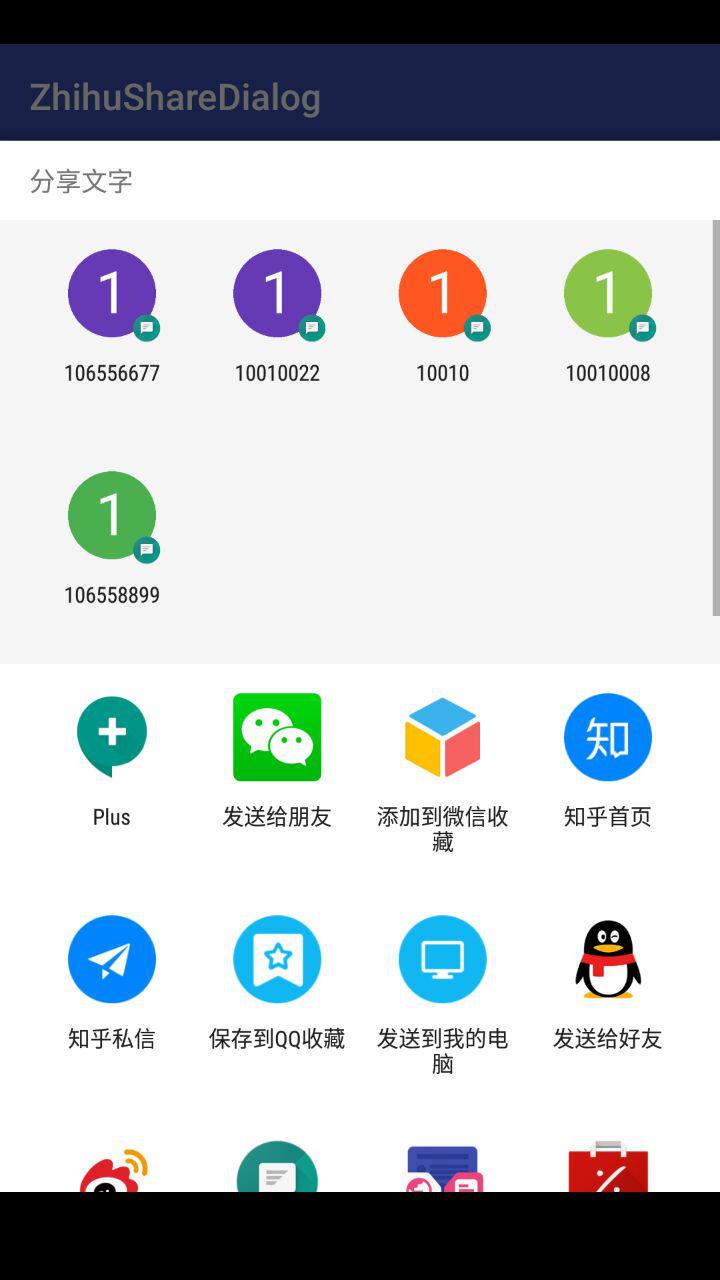 ZhihuShareDialog
分享文字
1 1 1 1
106556677 10010022 10010 10010008
1
106558899
知
Plus 发送给朋友 添加到微信收 知乎首页
藏
知乎私信 保存到QQ收藏 发送到我的电 发送给好友
脑